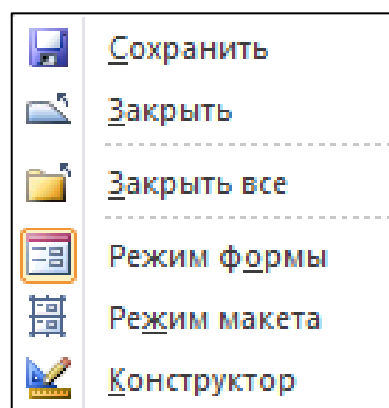 Сохранить
Закрыть
Закрыть все
Режим формы
Режим макета
Конструктор